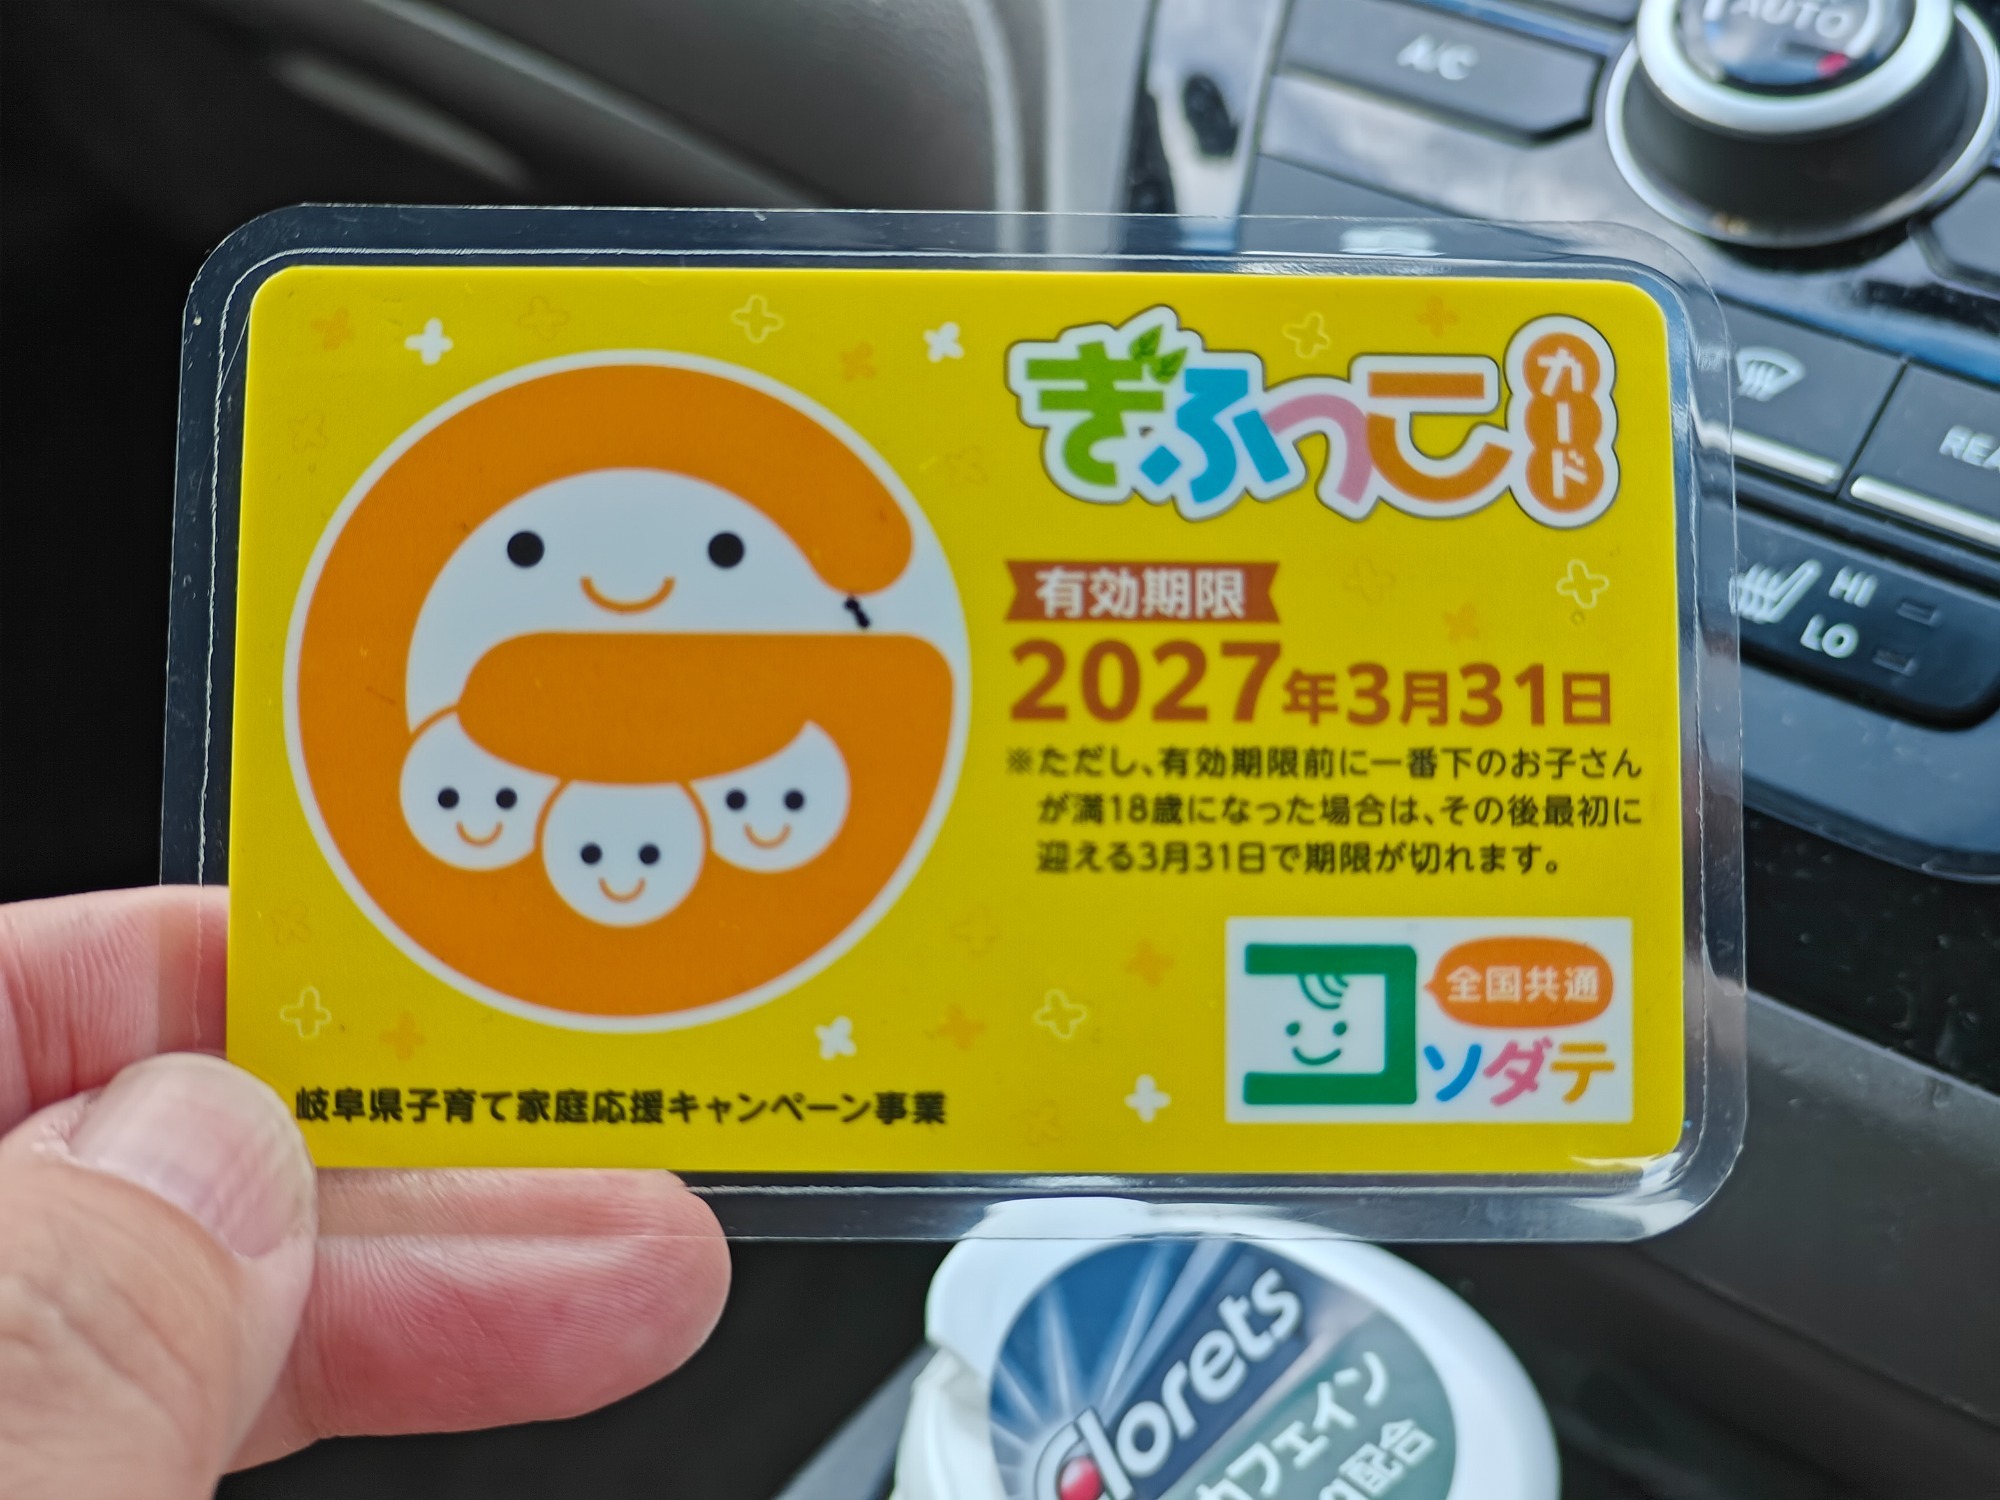 AUTO
A/C
ぎふっこカード
有効期限
2027年3月31日
※ただし、有効期限前に一番下のお子さん
が満18歳になった場合は、その後最初に
迎える3月31日で期限が切れます。
HI
LO
全国共通
コソダテ
岐阜県子育て家庭応援キャンペーン事業
Clorets
カフェイン
配合